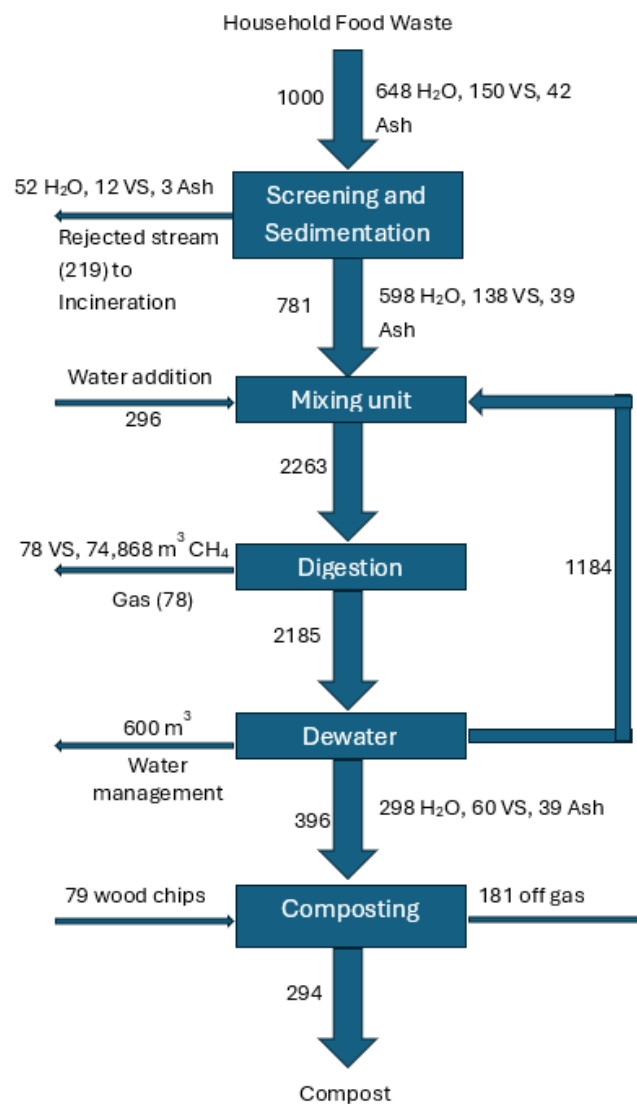 Household Food Waste
1000
648 H₂O, 150 VS, 42
Ash
52 H₂O, 12 VS, 3 Ash
Screening and
Sedimentation
Rejected stream
(219) to
Incineration
781
598 H₂O, 138 VS, 39
Ash
Water addition
296
Mixing unit
2263
78 VS, 74,868 m³ CH₄
Gas (78)
Digestion
1184
2185
600 m³
Water
management
Dewater
396
298 H₂O, 60 VS, 39 Ash
79 wood chips
Composting
181 off gas
294
Compost